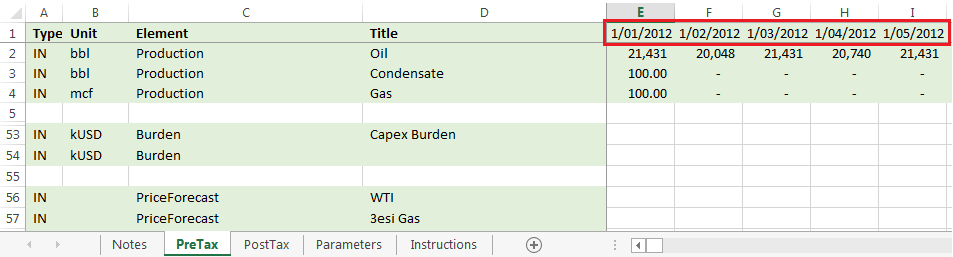 A B C D E F G H I
1 Type Unit Element Title 1/01/2012 1/02/2012 1/03/2012 1/04/2012 1/05/2012
2 IN bbl Production Oil 21,431 20,048 21,431 20,740 21,431
3 IN bbl Production Condensate 100.00 - - - -
4 IN mcf Production Gas 100.00 - - - -
5
53 IN kUSD Burden Capex Burden
54 IN kUSD Burden
55
56 IN PriceForecast WTI
57 IN PriceForecast 3esi Gas
Notes PreTax PostTax Parameters Instructions